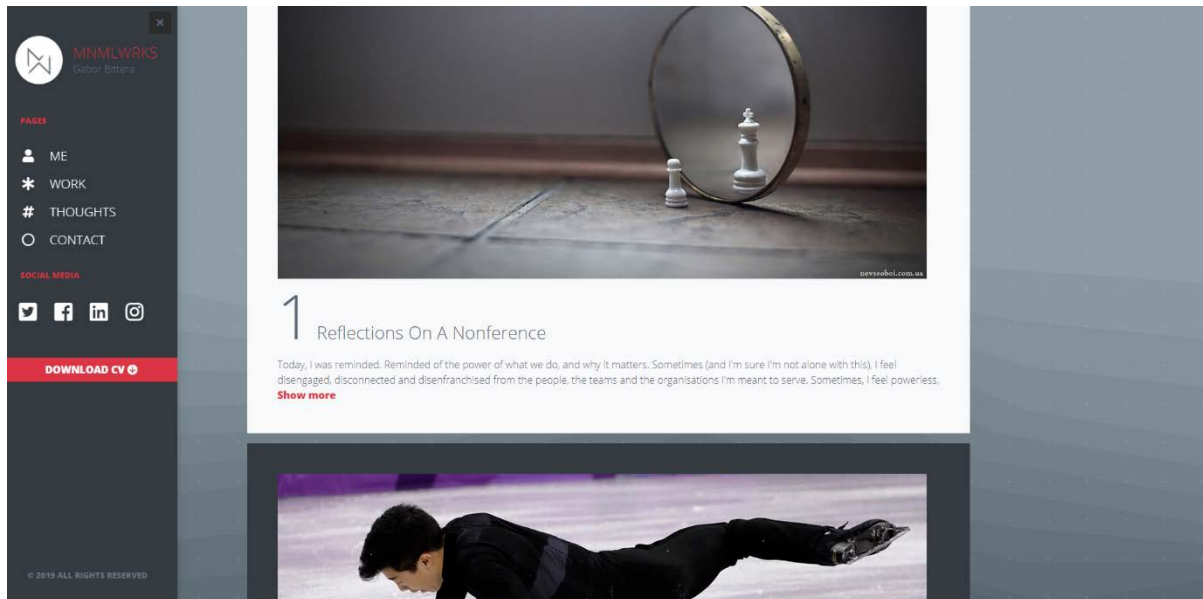 ×
MNMLWRKS
Gabor Bittera
PAGES
ME
WORK
# THOUGHTS
CONTACT
SOCIAL MEDIA
DOWNLOAD CV
© 2019 ALL RIGHTS RESERVED
nevseoboi.com.ua
1 Reflections On A Nonference
Today, I was reminded. Reminded of the power of what we do, and why it matters. Sometimes (and I'm sure I'm not alone with this), I feel
disengaged, disconnected and disenfranchised from the people, the teams and the organisations I'm meant to serve. Sometimes, I feel powerless,
Show more